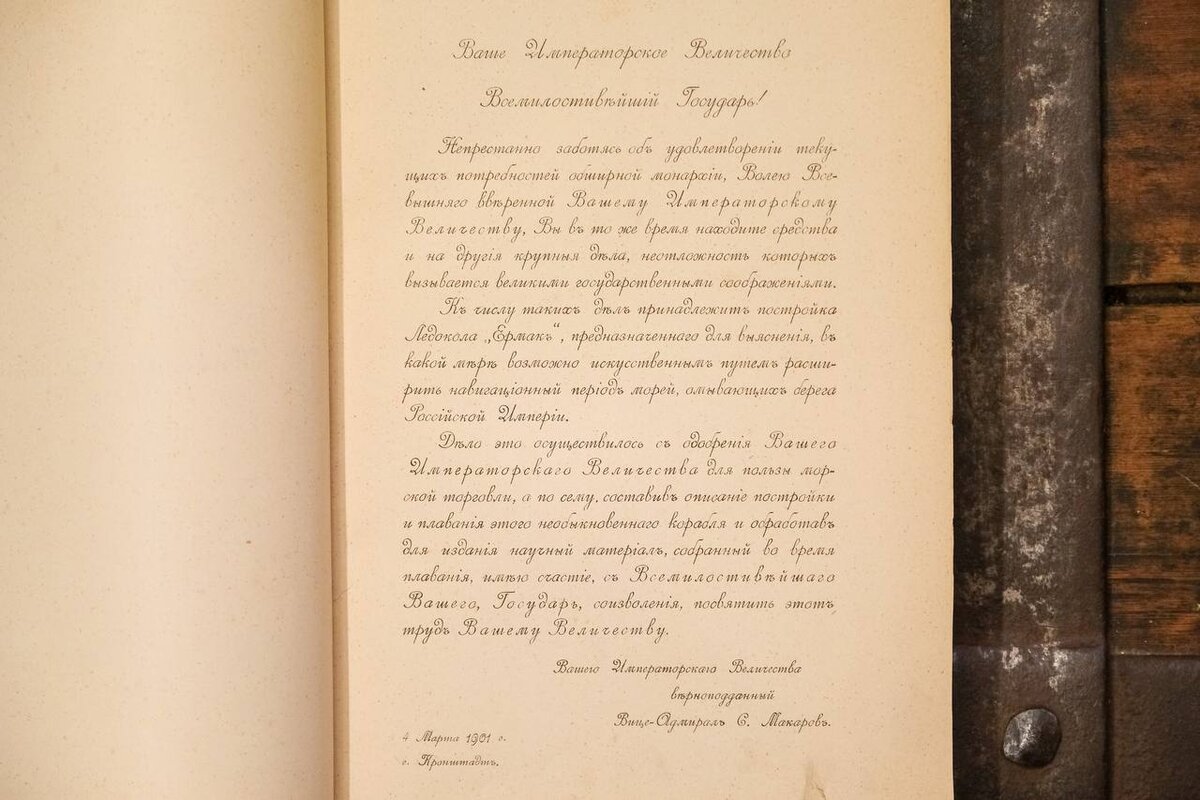 Ваше Императорское Величество
Всемилостивѣйшій Государь!
Непрестанно заботясь объ удовлетвореніи теку-
щихъ потребностей обширной монархіи, Волею Все-
вышняго ввѣренной Вашему Императорскому
Величеству, Вы въ то же время находите средства
и на другія крупныя дѣла, неотложность которыхъ
вызывается великими государственными соображеніями.
Къ числу такихъ дѣлъ принадлежитъ постройка
Ледокола „Ермакъ“, предназначеннаго для выясненія, въ
какой мѣрѣ возможно искусственнымъ путемъ расши-
рить навигаціонный періодъ морей, омывающихъ берега
Россійской Имперіи.
Дѣло это осуществилось съ одобренія Вашего
Императорскаго Величества для пользы мор-
ской торговли, а по сему, составивъ описаніе постройки
и плаванія этого необыкновеннаго корабля и обработавъ
для изданія научный матеріалъ, собранный во время
плаванія, имѣю счастіе, съ Всемилостивѣйшаго
Вашего, Государь, соизволенія, посвятить этотъ
трудъ Вашему Величеству.
Вашего Императорскаго Величества
вѣрноподданный
Вице-Адмиралъ С. Макаровъ.
4 Марта 1901 г.
г. Кронштадтъ.